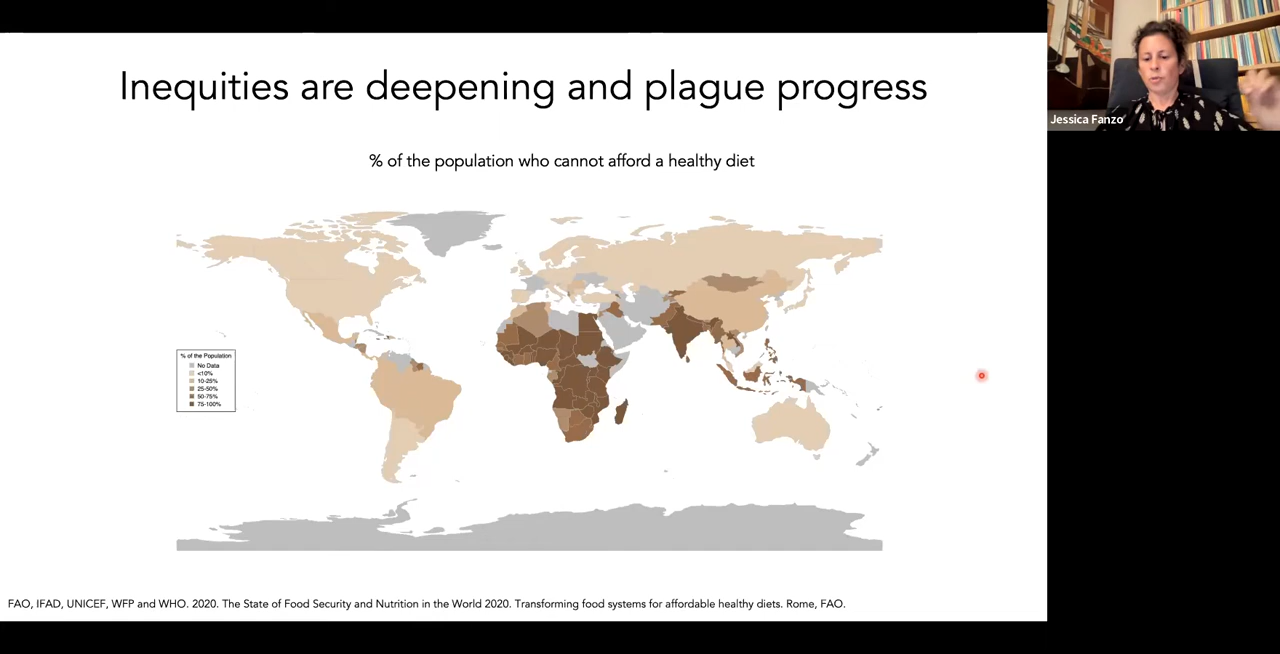 Inequities are deepening and plague progress
Jessica Fanzo
% of the population who cannot afford a healthy diet
% of the Population
No Data
<10%
10-25%
25-50%
50-75%
75-100%
FAO, IFAD, UNICEF, WFP and WHO. 2020. The State of Food Security and Nutrition in the World 2020. Transforming food systems for affordable healthy diets. Rome, FAO.